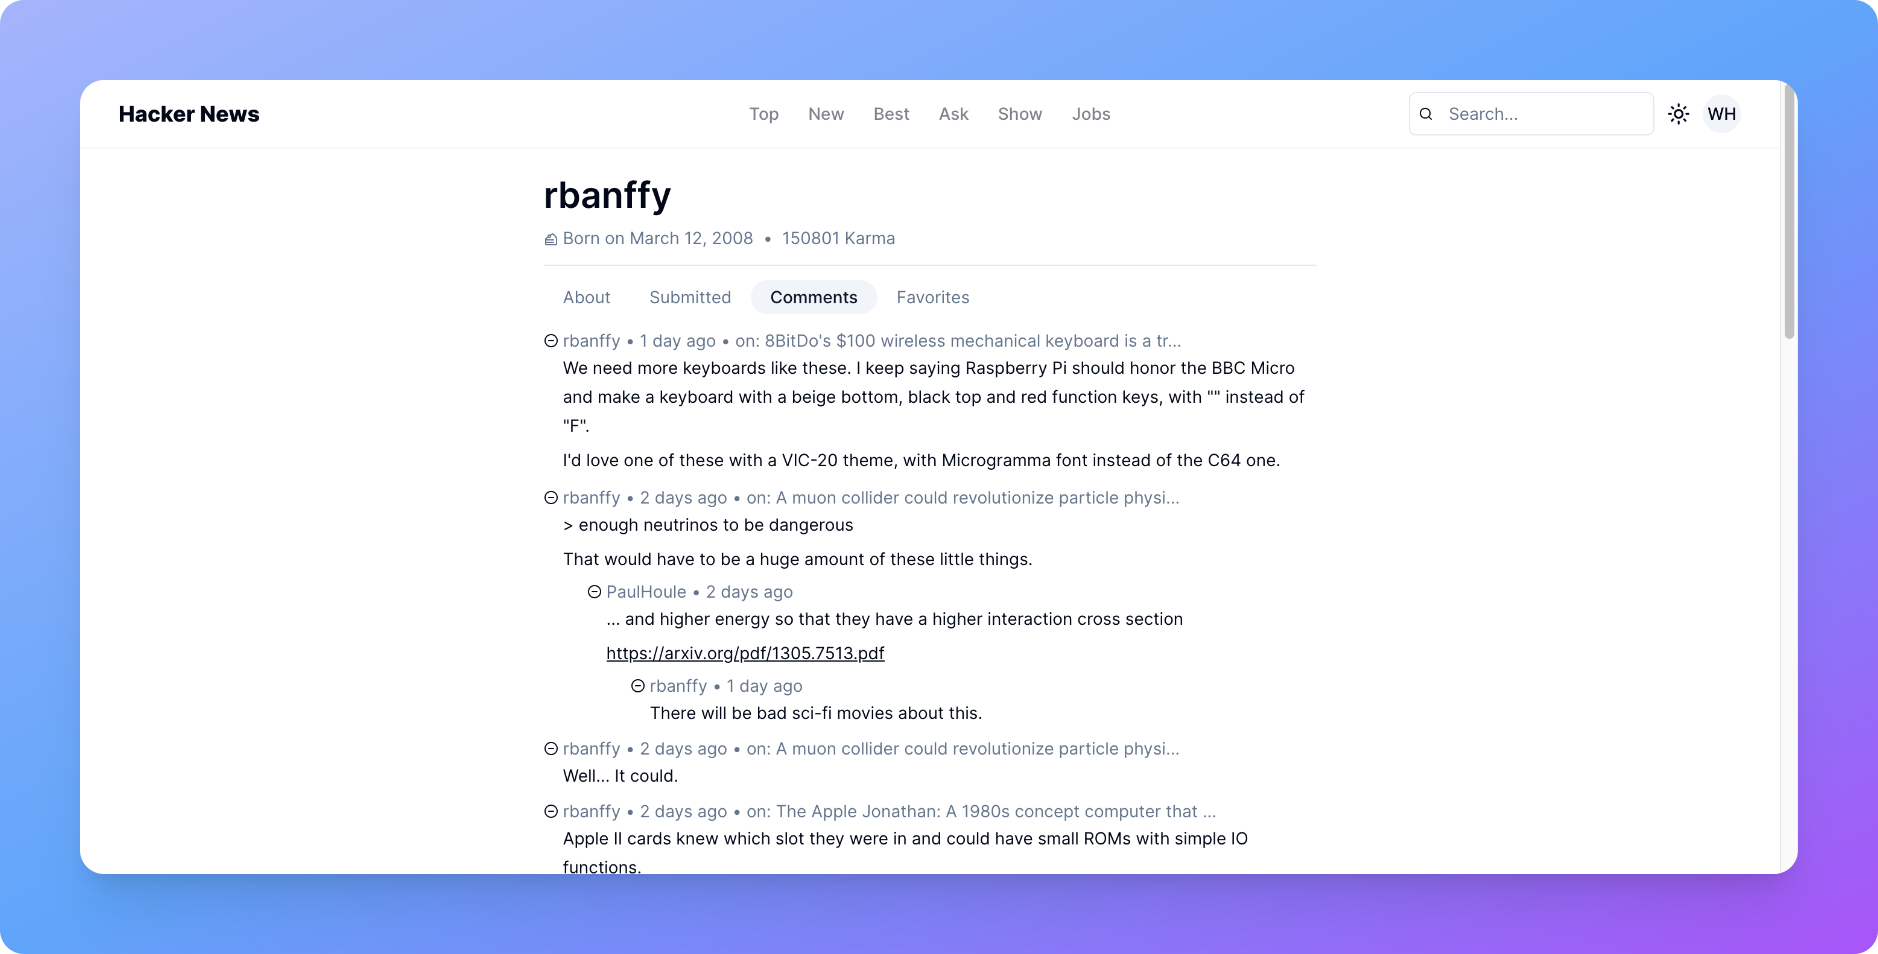 Hacker News
Top New Best Ask Show Jobs
Search...
WH
rbanffy
Born on March 12, 2008 • 150801 Karma
About Submitted Comments Favorites
rbanffy • 1 day ago • on: 8BitDo's $100 wireless mechanical keyboard is a tr...
We need more keyboards like these. I keep saying Raspberry Pi should honor the BBC Micro
and make a keyboard with a beige bottom, black top and red function keys, with "" instead of
"F".
I'd love one of these with a VIC-20 theme, with Microgramma font instead of the C64 one.
rbanffy • 2 days ago • on: A muon collider could revolutionize particle physi...
> enough neutrinos to be dangerous
That would have to be a huge amount of these little things.
PaulHoule • 2 days ago
... and higher energy so that they have a higher interaction cross section
https://arxiv.org/pdf/1305.7513.pdf
rbanffy • 1 day ago
There will be bad sci-fi movies about this.
rbanffy • 2 days ago • on: A muon collider could revolutionize particle physi...
Well... It could.
rbanffy • 2 days ago • on: The Apple Jonathan: A 1980s concept computer that ...
Apple II cards knew which slot they were in and could have small ROMs with simple IO
functions.